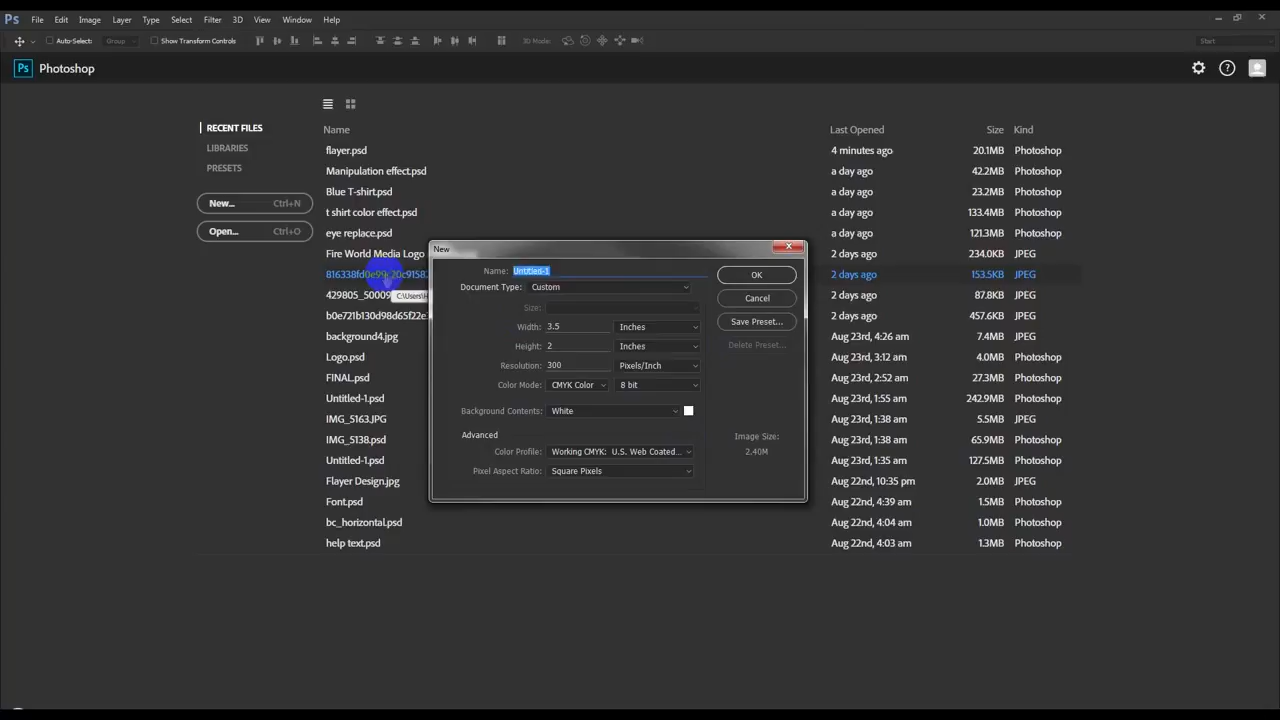 Ps File Edit Image Layer Type Select Filter 3D View Window Help
Auto-Select: Group Show Transform Controls 3D Mode: Start
Ps Photoshop
RECENT FILES
LIBRARIES
PRESETS
New... Ctrl+N
Open... Ctrl+O
Name Last Opened Size Kind
flayer.psd 4 minutes ago 20.1MB Photoshop
Manipulation effect.psd a day ago 42.2MB Photoshop
Blue T-shirt.psd a day ago 23.2MB Photoshop
t shirt color effect.psd a day ago 133.4MB Photoshop
eye replace.psd a day ago 121.3MB Photoshop
Fire World Media Logo 2 days ago 234.0KB JPEG
816338fd0e99c20c9158 2 days ago 153.5KB JPEG
429805_50009 2 days ago 87.8KB JPEG
C:\Users\H
b0e721b130d98d65f22e 2 days ago 457.6KB JPEG
background4.jpg Aug 23rd, 4:26 am 7.4MB JPEG
Logo.psd Aug 23rd, 3:12 am 4.0MB Photoshop
FINAL.psd Aug 23rd, 2:52 am 27.3MB Photoshop
Untitled-1.psd Aug 23rd, 1:55 am 242.9MB Photoshop
IMG_5163.JPG Aug 23rd, 1:38 am 5.5MB JPEG
IMG_5138.psd Aug 23rd, 1:38 am 65.9MB Photoshop
Untitled-1.psd Aug 23rd, 1:35 am 127.5MB Photoshop
Flayer Design.jpg Aug 22nd, 10:35 pm 2.0MB JPEG
Font.psd Aug 22nd, 4:39 am 1.5MB Photoshop
bc_horizontal.psd Aug 22nd, 4:04 am 1.0MB Photoshop
help text.psd Aug 22nd, 4:03 am 1.3MB Photoshop
New
Name: Untitled-1 OK
Document Type: Custom
Cancel
Size:
Save Preset...
Width: 3.5 Inches
Height: 2 Inches Delete Preset...
Resolution: 300 Pixels/Inch
Color Mode: CMYK Color 8 bit
Background Contents: White
Advanced
Image Size:
2.40M
Color Profile: Working CMYK: U.S. Web Coated...
Pixel Aspect Ratio: Square Pixels